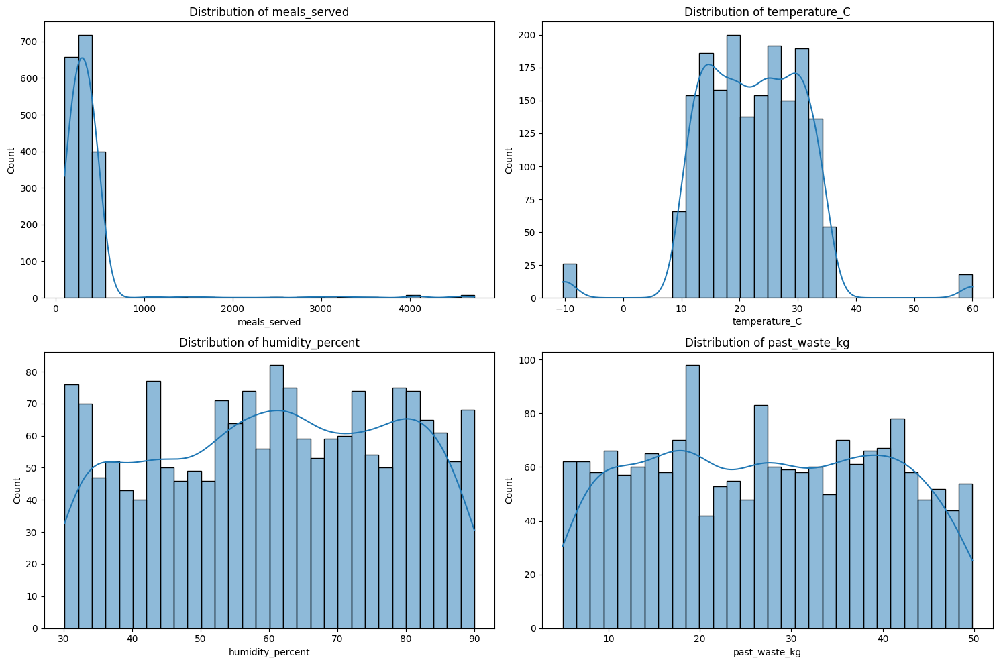 Distribution of meals_served
Count
700
600
500
400
300
200
100
0
0 1000 2000 3000 4000
meals_served
Distribution of temperature_C
Count
200
175
150
125
100
75
50
25
0
−10 0 10 20 30 40 50 60
temperature_C
Distribution of humidity_percent
Count
80
70
60
50
40
30
20
10
0
30 40 50 60 70 80 90
humidity_percent
Distribution of past_waste_kg
Count
100
80
60
40
20
0
10 20 30 40 50
past_waste_kg